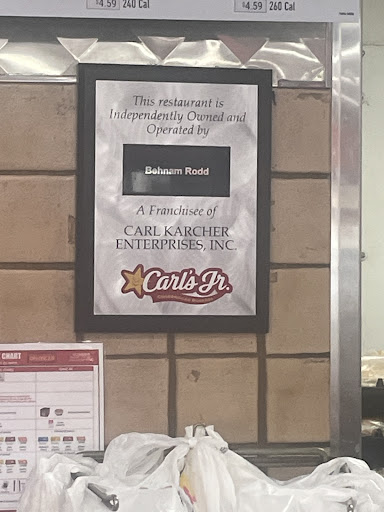 $4.59 240 Cal
$4.59 260 Cal
This restaurant is
Independently Owned and
Operated by
Behnam Rodd
A Franchisee of
CARL KARCHER
ENTERPRISES, INC.
Carl's Jr.
CHART